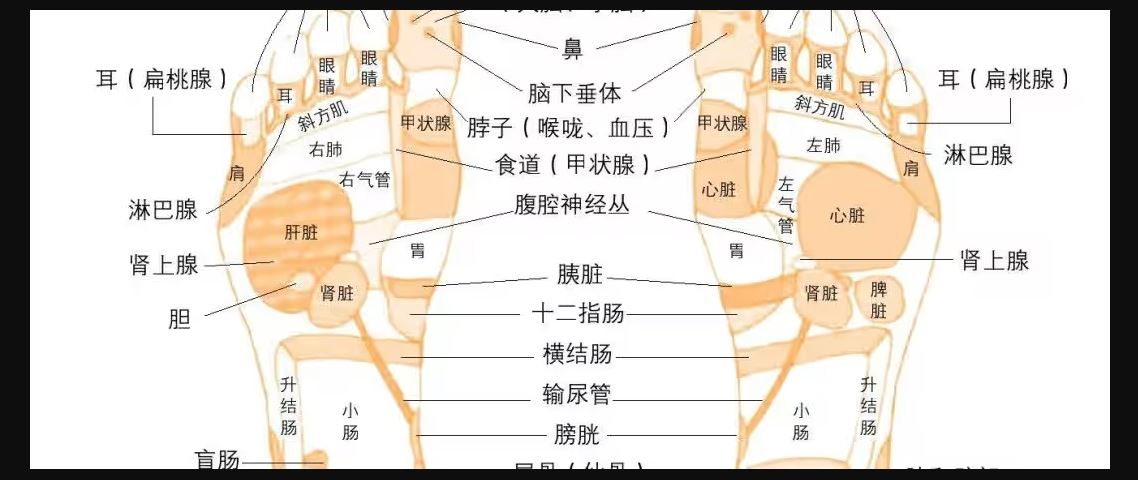 鼻
眼睛
眼睛
眼睛
眼睛
耳（扁桃腺）
耳
耳
耳（扁桃腺）
脑下垂体
斜方肌
斜方肌
甲状腺
脖子（喉咙、血压）
甲状腺
右肺
左肺
淋巴腺
食道（甲状腺）
肩
肩
右气管
心脏
左气管
心脏
淋巴腺
腹腔神经丛
肝脏
胃
胃
肾上腺
肾上腺
胰脏
肾脏
肾脏
脾脏
胆
十二指肠
横结肠
输尿管
升结肠
小肠
小肠
升结肠
膀胱
盲肠